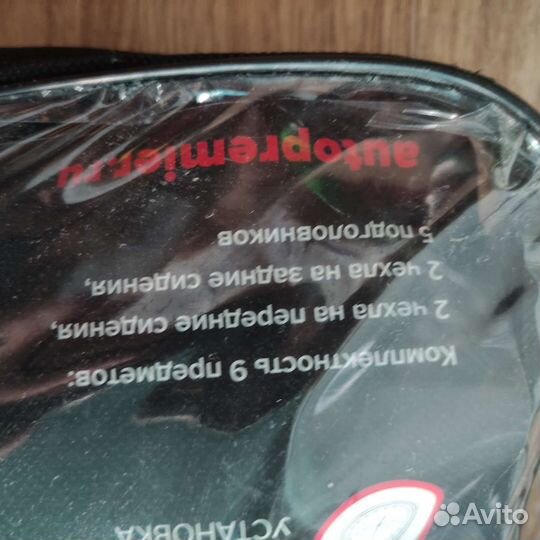 УСТАНОВКА
Комплектность 9 предметов:
2 чехла на передние сидения,
2 чехла на задние сидения,
5 подголовников
autopremier.ru
Avito